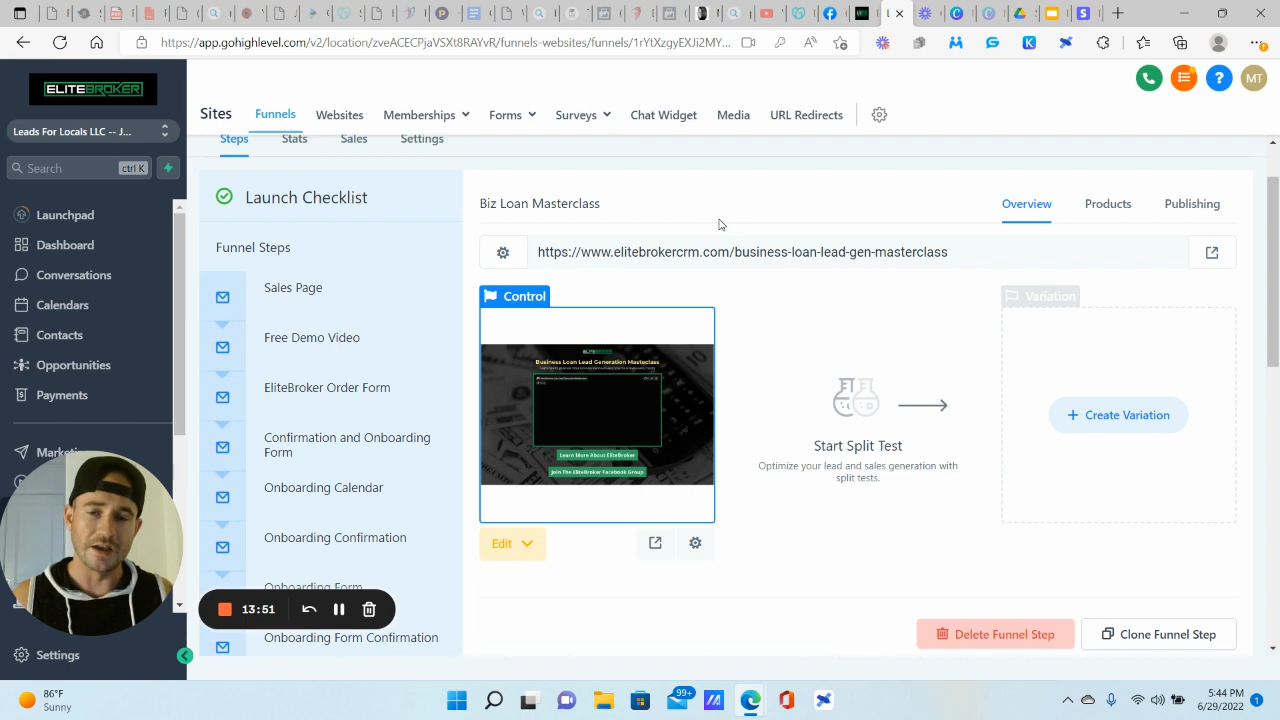 https://app.gohighlevel.com/v2/location/zveACECPjaVSXt8RAYvR/funnels-websites/funnels/1rYtXzgyEXJi2MY...
ELITEBROKER
Leads For Locals LLC -- J...
Search
ctrl K
Launchpad
Dashboard
Conversations
Calendars
Contacts
Opportunities
Payments
Marketi
Settings
MT
Sites
Funnels
Websites
Memberships
Forms
Surveys
Chat Widget
Media
URL Redirects
Steps
Stats
Sales
Settings
Launch Checklist
Funnel Steps
Sales Page
Free Demo Video
EliteBroker Order Form
Confirmation and Onboarding
Form
Onboarding Calendar
Onboarding Confirmation
Onboarding Form
Onboarding Form Confirmation
13:51
Biz Loan Masterclass
Overview
Products
Publishing
https://www.elitebrokercrm.com/business-loan-lead-gen-masterclass
Control
Business Loan Lead Generation Masterclass
Learn More About EliteBroker
Join The EliteBroker Facebook Group
Edit
Start Split Test
Optimize your lead and sales generation with
split tests.
Variation
+ Create Variation
Delete Funnel Step
Clone Funnel Step
86°F
Sunny
99+
5:44 PM
6/29/2022
1